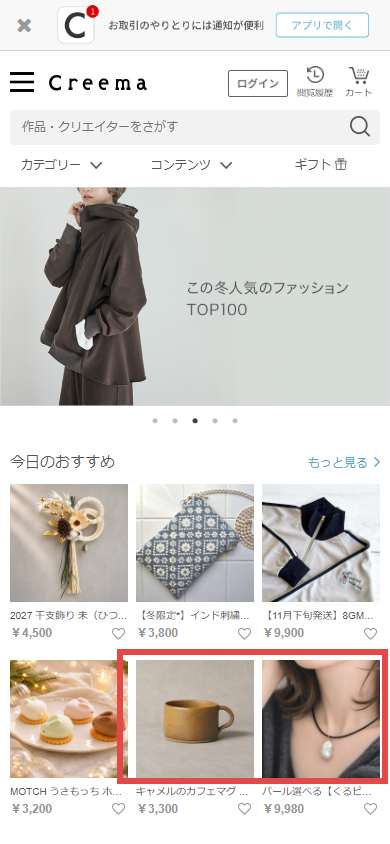 C 1 お取引のやりとりには通知が便利 アプリで開く
Creema ログイン 閲覧履歴 カート
作品・クリエイターをさがす
カテゴリー コンテンツ ギフト
この冬人気のファッション
TOP100
今日のおすすめ もっと見る
2027 干支飾り 未（ひつ… 【冬限定*】インド刺繍… 【11月下旬発送】8GM…
¥4,500 ¥3,800 ¥9,900
MOTCH うさもっち ホ… キャメルのカフェマグ … パール選べる【くるピ…
¥3,200 ¥3,300 ¥9,980